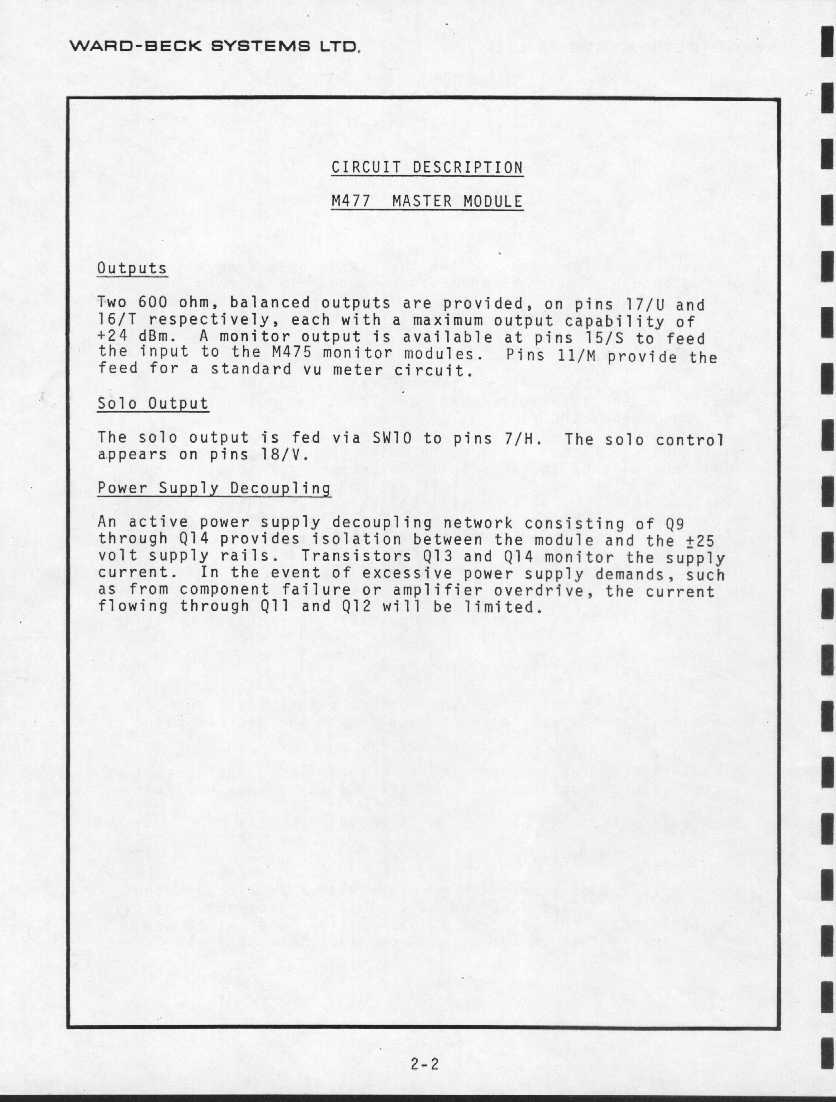 WARD-BECK SYSTEMS LTD.
CIRCUIT DESCRIPTION
M477 MASTER MODULE
Outputs
Two 600 ohm, balanced outputs are provided, on pins 17/U and
16/T respectively, each with a maximum output capability of
+24 dBm. A monitor output is available at pins 15/S to feed
the input to the M475 monitor modules. Pins 11/M provide the
feed for a standard vu meter circuit.
Solo Output
The solo output is fed via SW10 to pins 7/H. The solo control
appears on pins 18/V.
Power Supply Decoupling
An active power supply decoupling network consisting of Q9
through Q14 provides isolation between the module and the ±25
volt supply rails. Transistors Q13 and Q14 monitor the supply
current. In the event of excessive power supply demands, such
as from component failure or amplifier overdrive, the current
flowing through Q11 and Q12 will be limited.
2-2